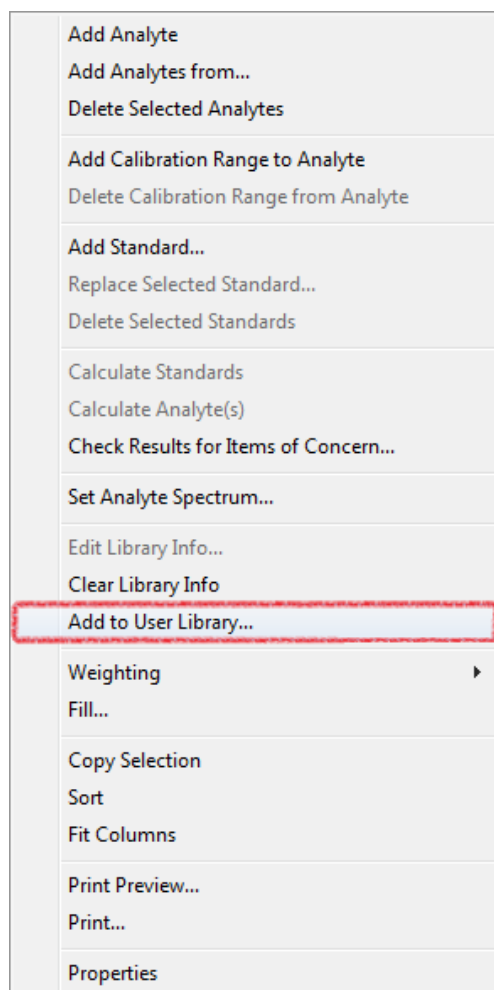 Add Analyte
Add Analytes from...
Delete Selected Analytes
Add Calibration Range to Analyte
Delete Calibration Range from Analyte
Add Standard...
Replace Selected Standard...
Delete Selected Standards
Calculate Standards
Calculate Analyte(s)
Check Results for Items of Concern...
Set Analyte Spectrum...
Edit Library Info...
Clear Library Info
Add to User Library...
Weighting
Fill...
Copy Selection
Sort
Fit Columns
Print Preview...
Print...
Properties